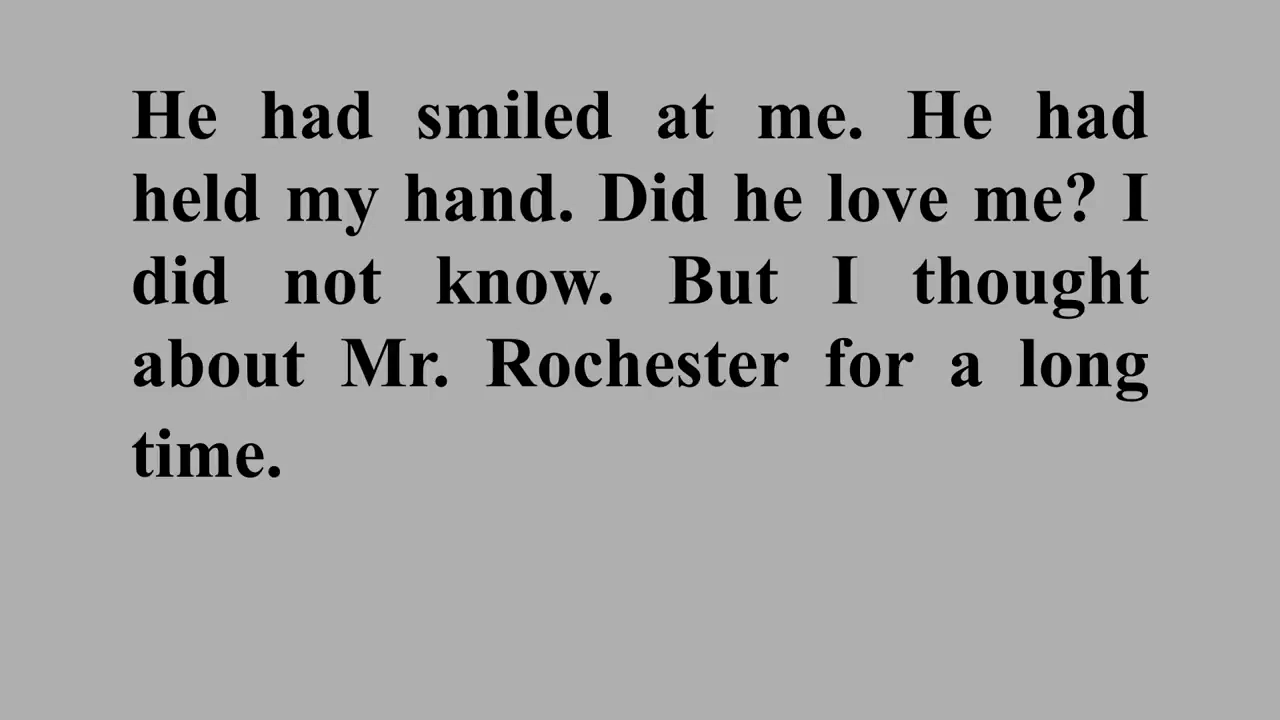 He had smiled at me. He had
held my hand. Did he love me? I
did not know. But I thought
about Mr. Rochester for a long
time.